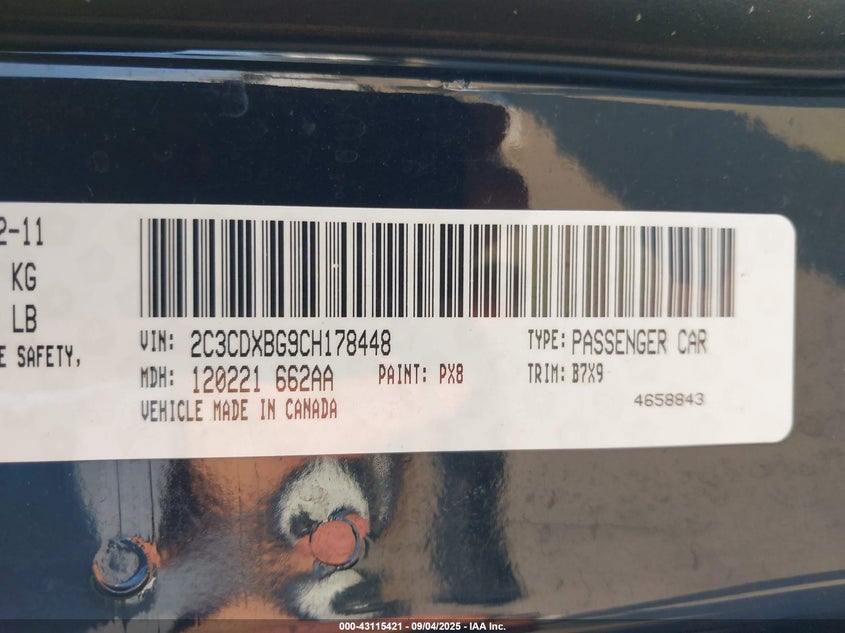 2-11
KG
LB
E SAFETY,
VIN: 2C3CDXBG9CH178448 TYPE: PASSENGER CAR
MDH: 120221 662AA PAINT: PX8 TRIM: B7X9
VEHICLE MADE IN CANADA 4658843
000-43115421 - 09/04/2025 - IAA Inc.